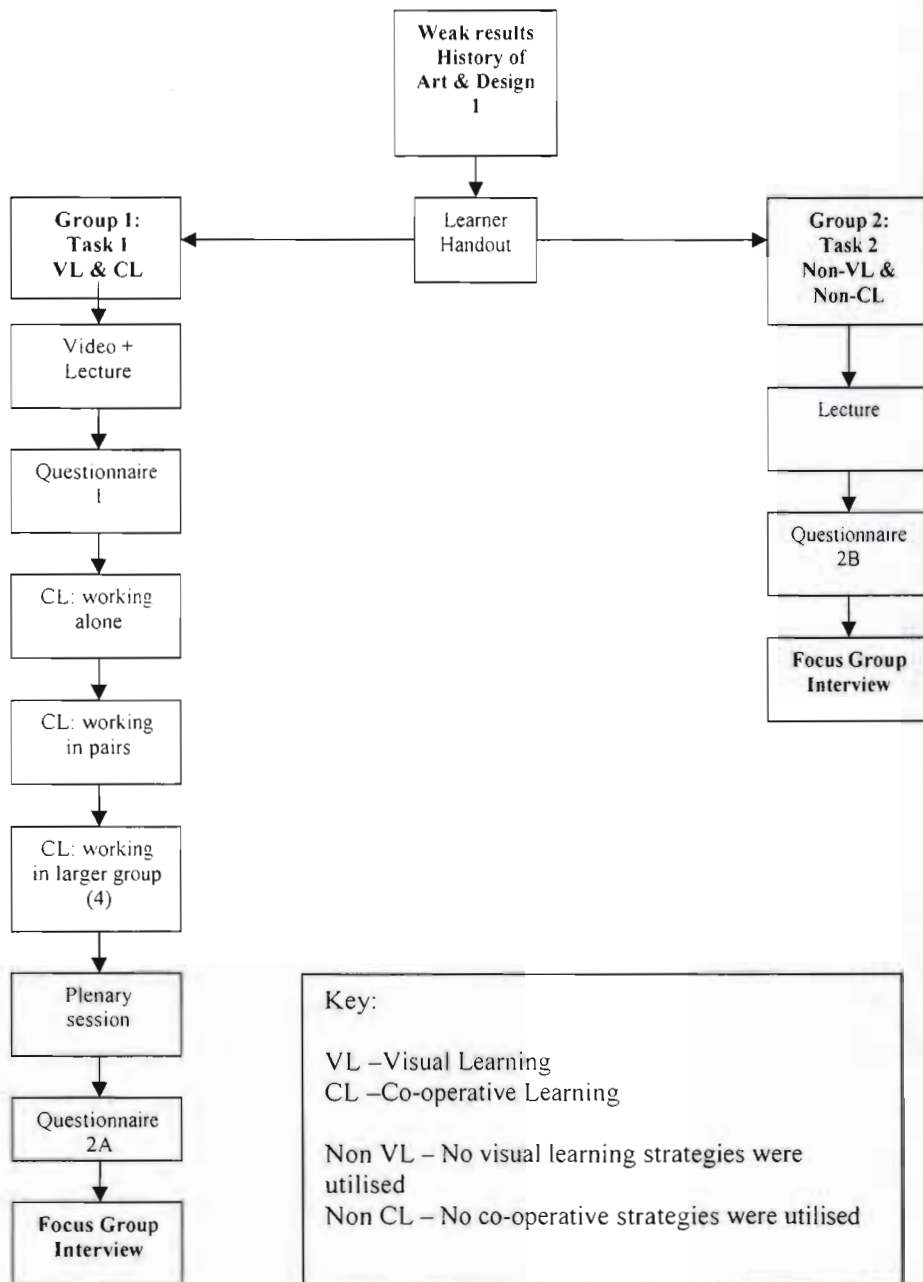 Weak results
History of
Art & Design
1
Learner
Handout
Group 1:
Task 1
VL & CL
Video +
Lecture
Questionnaire
1
CL: working
alone
CL: working
in pairs
CL: working
in larger group
(4)
Plenary
session
Questionnaire
2A
Focus Group
Interview
Group 2:
Task 2
Non-VL &
Non-CL
Lecture
Questionnaire
2B
Focus Group
Interview
Key:
VL –Visual Learning
CL –Co-operative Learning
Non VL – No visual learning strategies were
utilised
Non CL – No co-operative strategies were utilised